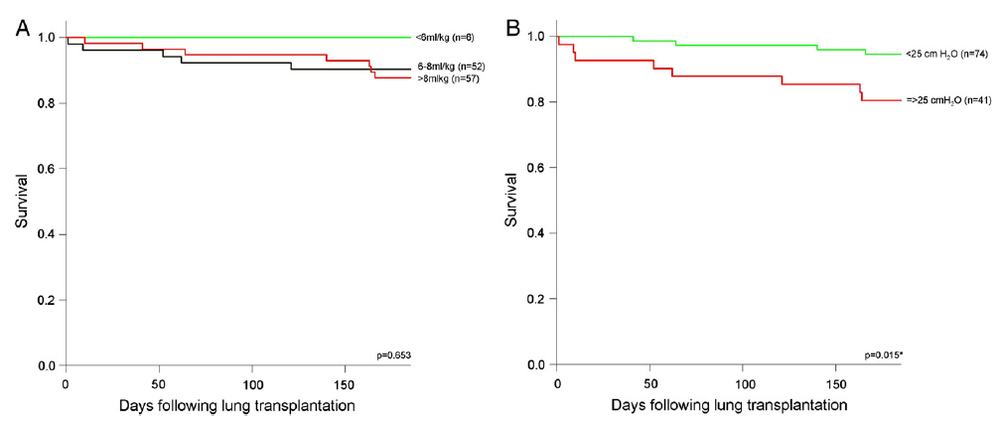 A
1.0
0.8
0.6
0.4
0.2
0.0
Survival
<6ml/kg (n=6)
6-8ml/kg (n=52)
>8mlkg (n=57)
p=0.653
0
50
100
150
Days following lung transplantation
B
1.0
0.8
0.6
0.4
0.2
0.0
Survival
<25 cm H₂O (n=74)
=>25 cmH₂O (n=41)
p=0.015*
0
50
100
150
Days following lung transplantation